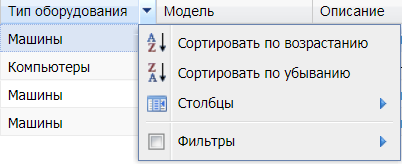 Тип оборудования Модель Описание
Машины
Компьютеры
Машины
Машины
Сортировать по возрастанию
Сортировать по убыванию
Столбцы
Фильтры